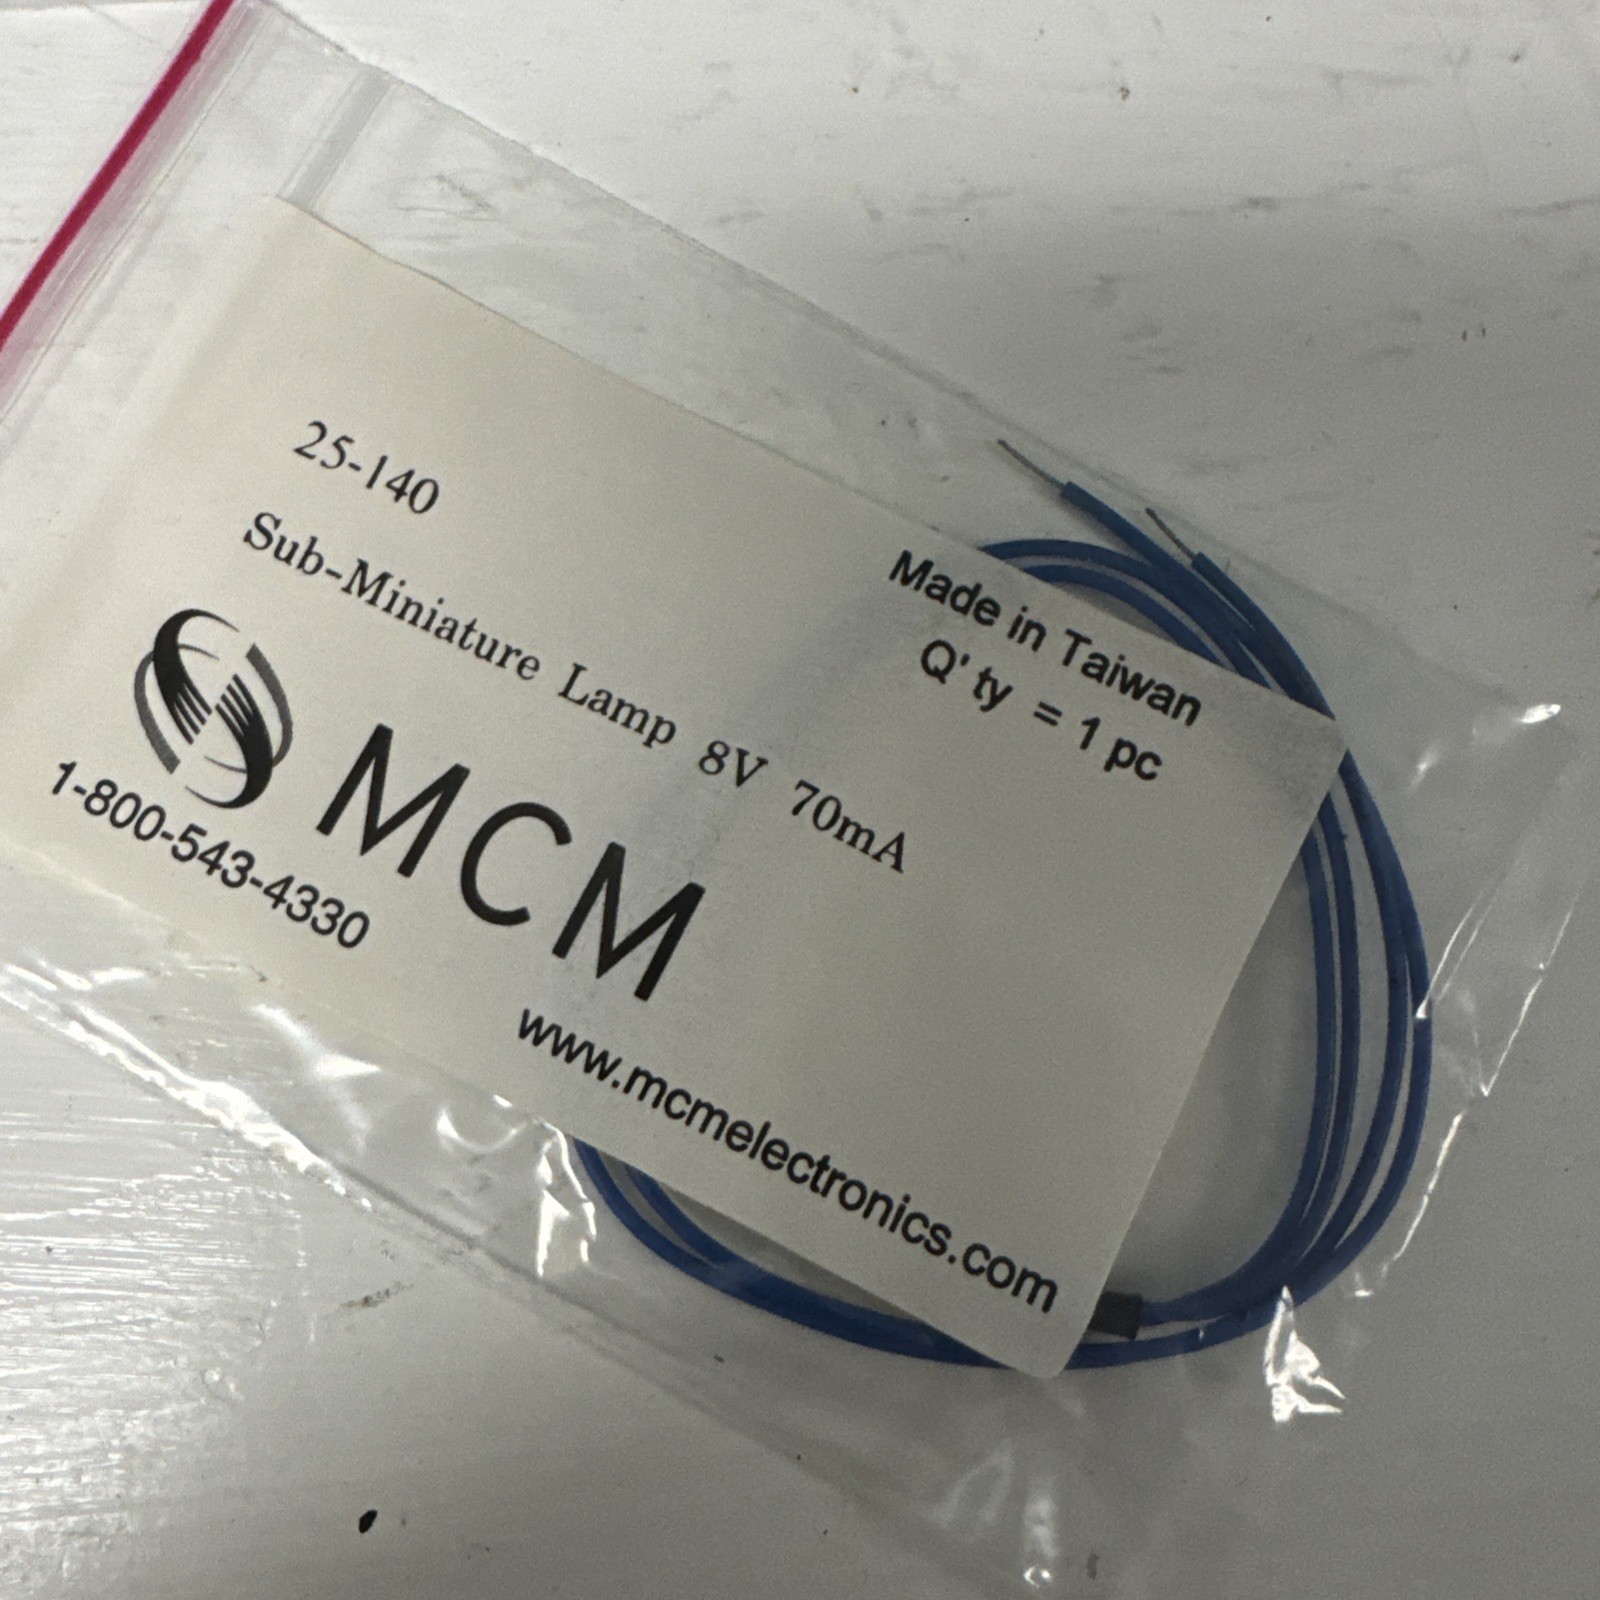 25-140
Sub-Miniature Lamp 8V 70mA
Made in Taiwan
Q'ty = 1 pc
MCM
1-800-543-4330
www.mcmelectronics.com